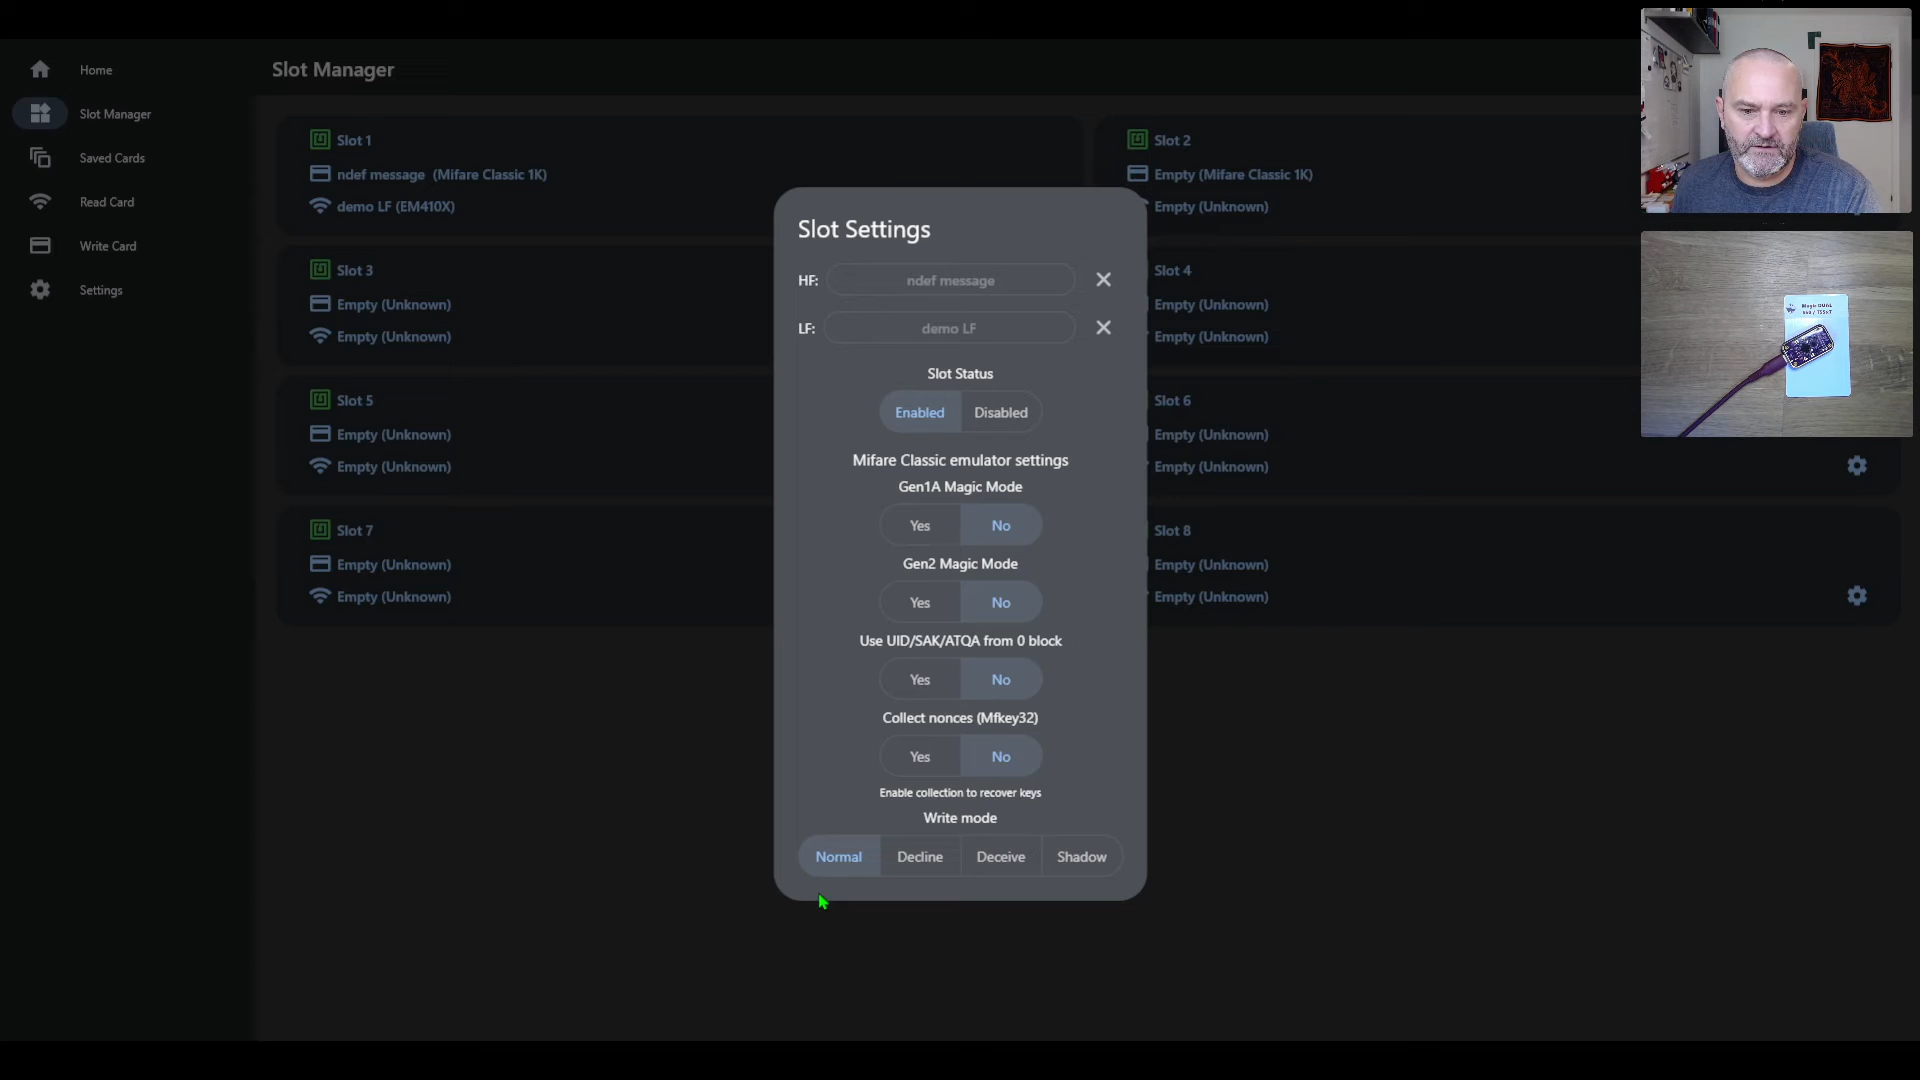 Home
Slot Manager
Saved Cards
Read Card
Write Card
Settings
Slot Manager
Slot 1
ndef message (Mifare Classic 1K)
demo LF (EM410X)
Slot 2
Empty (Mifare Classic 1K)
Empty (Unknown)
Slot 3
Empty (Unknown)
Empty (Unknown)
Slot 4
Empty (Unknown)
Empty (Unknown)
Slot 5
Empty (Unknown)
Empty (Unknown)
Slot 6
Empty (Unknown)
Empty (Unknown)
Slot 7
Empty (Unknown)
Empty (Unknown)
Slot 8
Empty (Unknown)
Empty (Unknown)
Slot Settings
HF: ndef message
LF: demo LF
Slot Status
Enabled Disabled
Mifare Classic emulator settings
Gen1A Magic Mode
Yes No
Gen2 Magic Mode
Yes No
Use UID/SAK/ATQA from 0 block
Yes No
Collect nonces (Mfkey32)
Yes No
Enable collection to recover keys
Write mode
Normal Decline Deceive Shadow
Magic DUAL